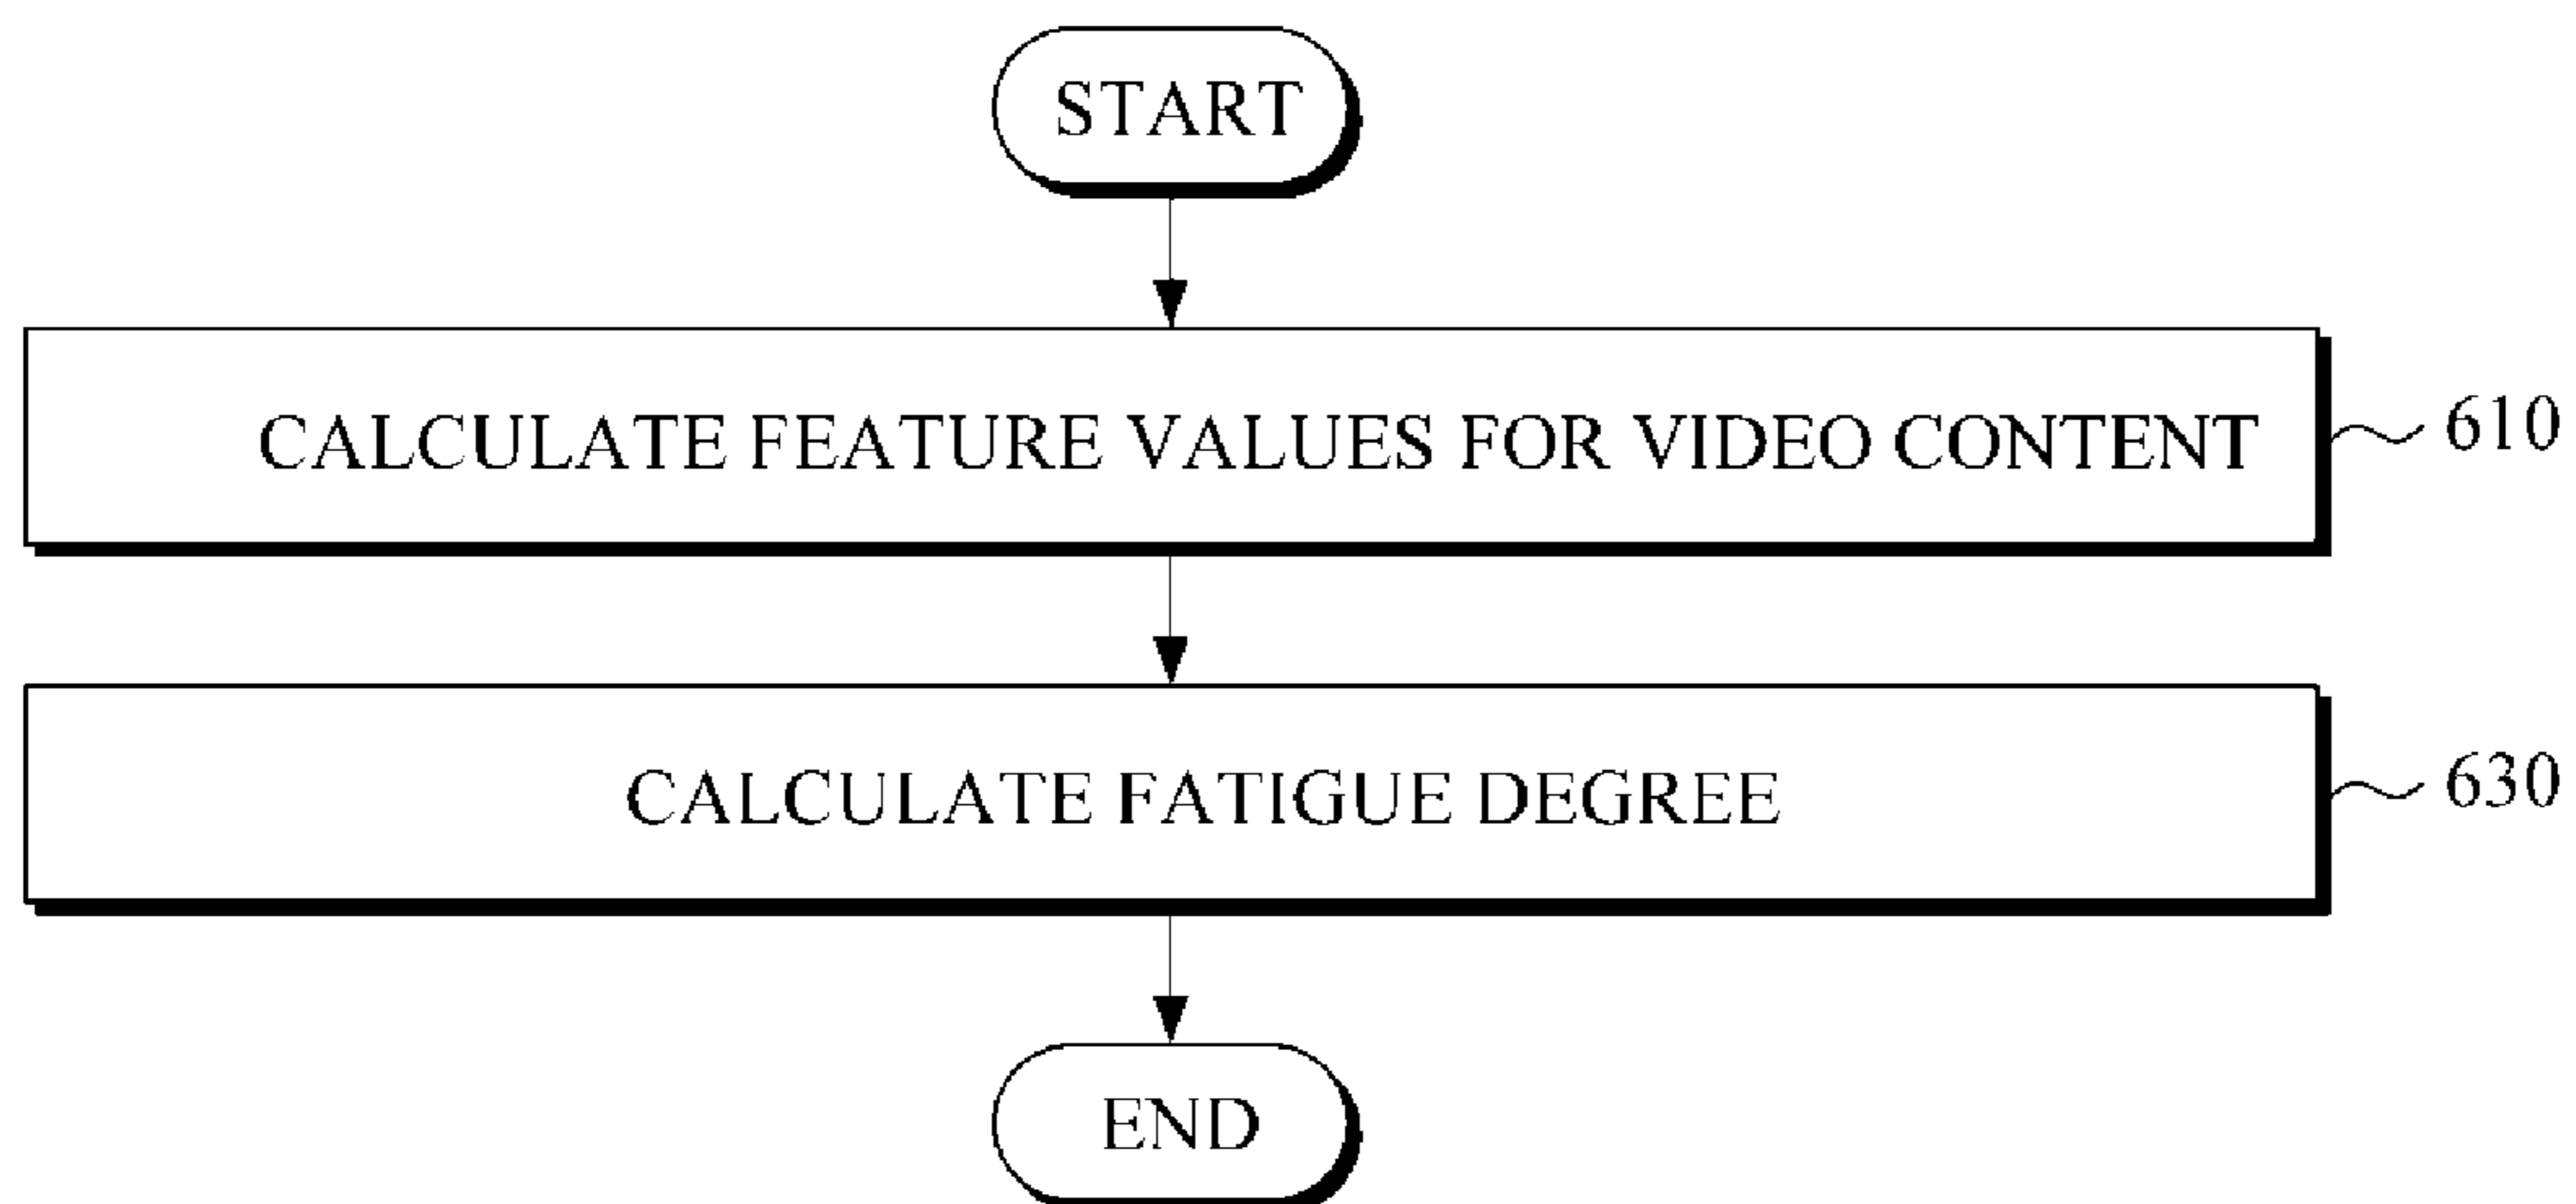 START
CALCULATE FEATURE VALUES FOR VIDEO CONTENT
610
CALCULATE FATIGUE DEGREE
630
END